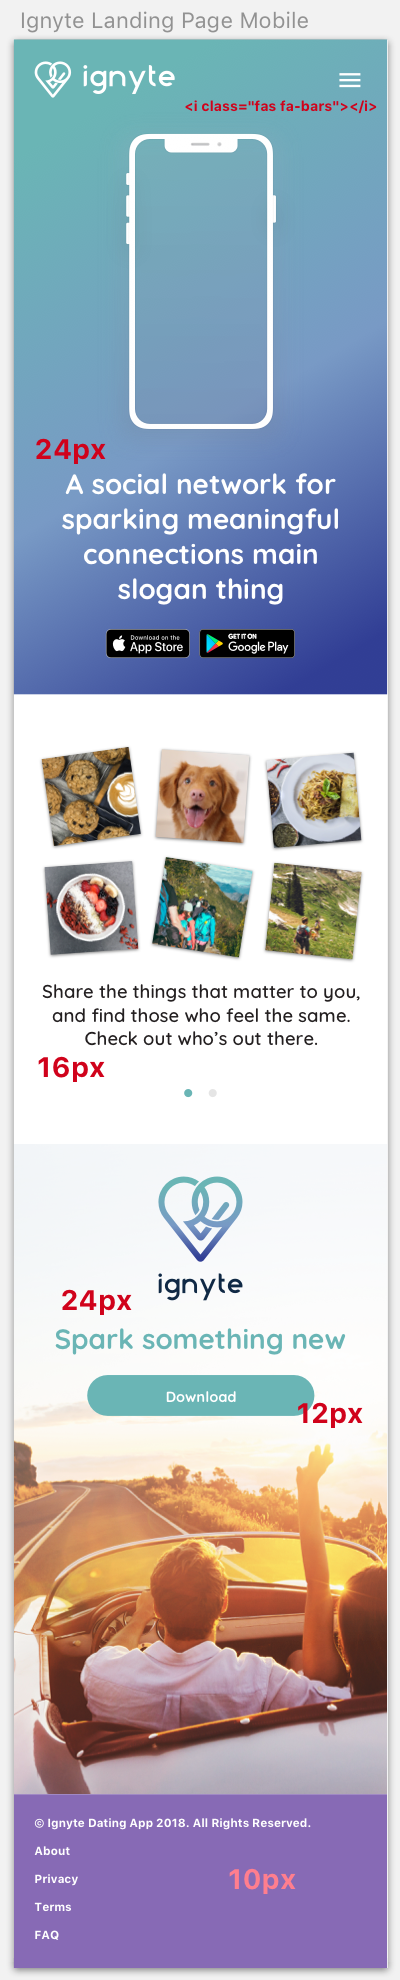 Ignyte Landing Page Mobile
ignyte
<i class="fas fa-bars"></i>
24px
A social network for
sparking meaningful
connections main
slogan thing
Download on the
App Store
GET IT ON
Google Play
Share the things that matter to you,
and find those who feel the same.
Check out who's out there.
16px
ignyte
24px
Spark something new
Download
12px
© Ignyte Dating App 2018. All Rights Reserved.
About
Privacy
10px
Terms
FAQ